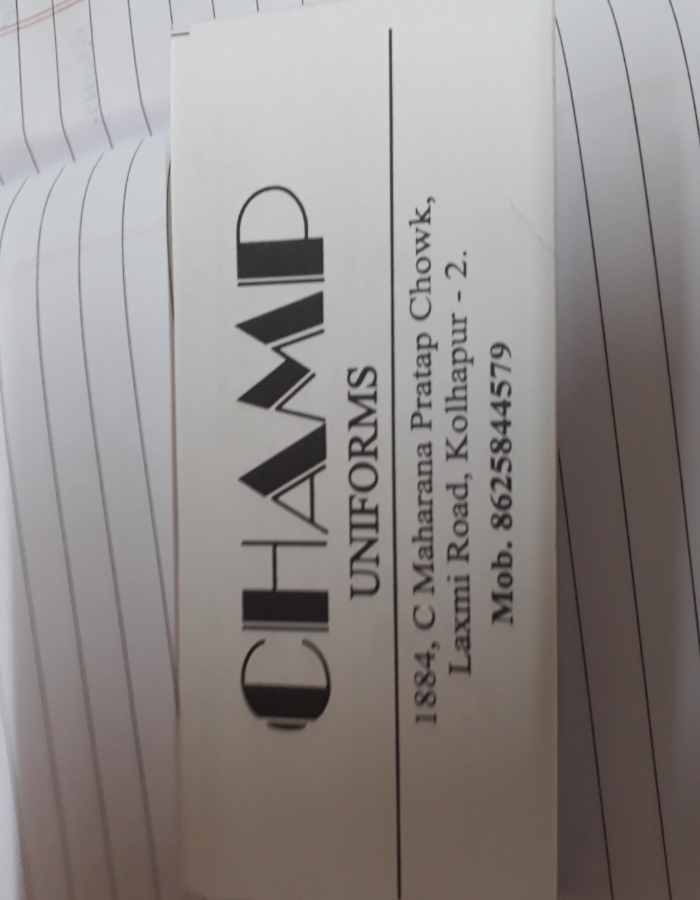 CHAMP
UNIFORMS
1884, C Maharana Pratap Chowk,
Laxmi Road, Kolhapur - 2.
Mob. 8625844579